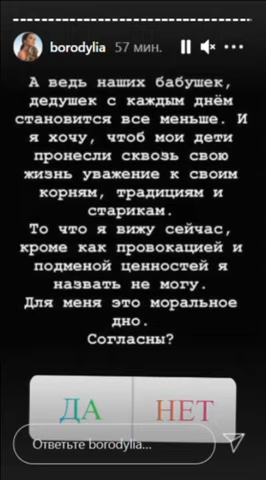 borodylia 57 мин.
А ведь наших бабушек,
дедушек с каждым днём
становится все меньше. И
я хочу, чтоб мои дети
пронесли сквозь свою
жизнь уважение к своим
корням, традициям и
старикам.
То что я вижу сейчас,
кроме как провокацией и
подменой ценностей я
назвать не могу.
Для меня это моральное
дно.
Согласны?
ДА НЕТ
Ответьте borodylia...